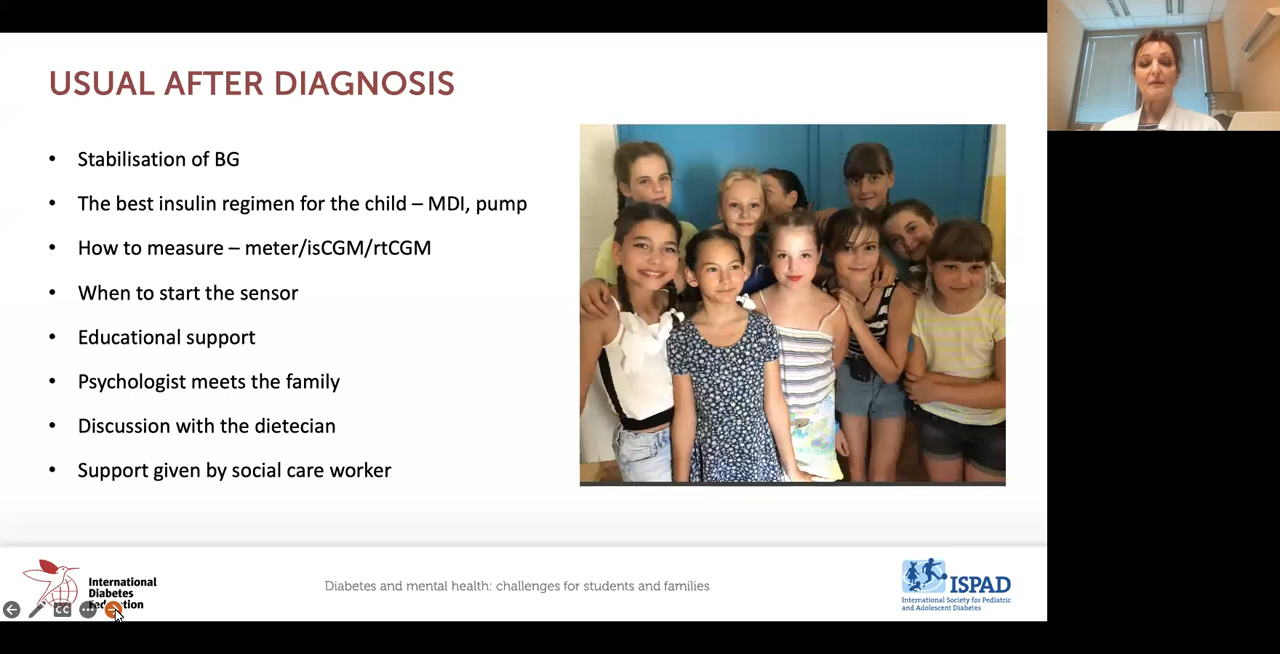 USUAL AFTER DIAGNOSIS
• Stabilisation of BG
• The best insulin regimen for the child – MDI, pump
• How to measure – meter/isCGM/rtCGM
• When to start the sensor
• Educational support
• Psychologist meets the family
• Discussion with the dietecian
• Support given by social care worker
International
Diabetes
CC
Diabetes and mental health: challenges for students and families
ISPAD
International Society for Pediatric
and Adolescent Diabetes